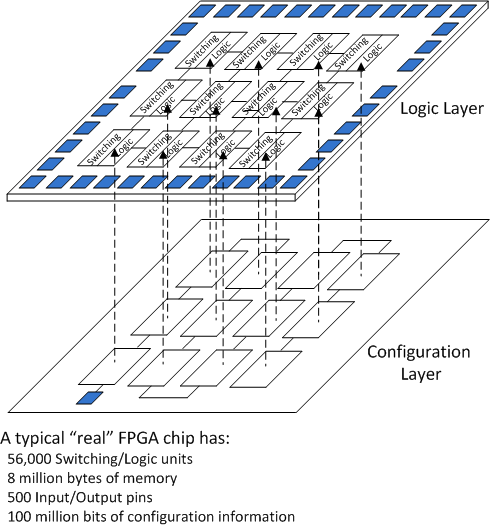 Switching
Logic
Switching
Logic
Switching
Logic
Switching
Logic
Switching
Logic
Switching
Logic
Switching
Logic
Switching
Logic
Switching
Logic
Switching
Logic
Switching
Logic
Switching
Logic
Logic Layer
Configuration
Layer
A typical “real” FPGA chip has:
56,000 Switching/Logic units
8 million bytes of memory
500 Input/Output pins
100 million bits of configuration information